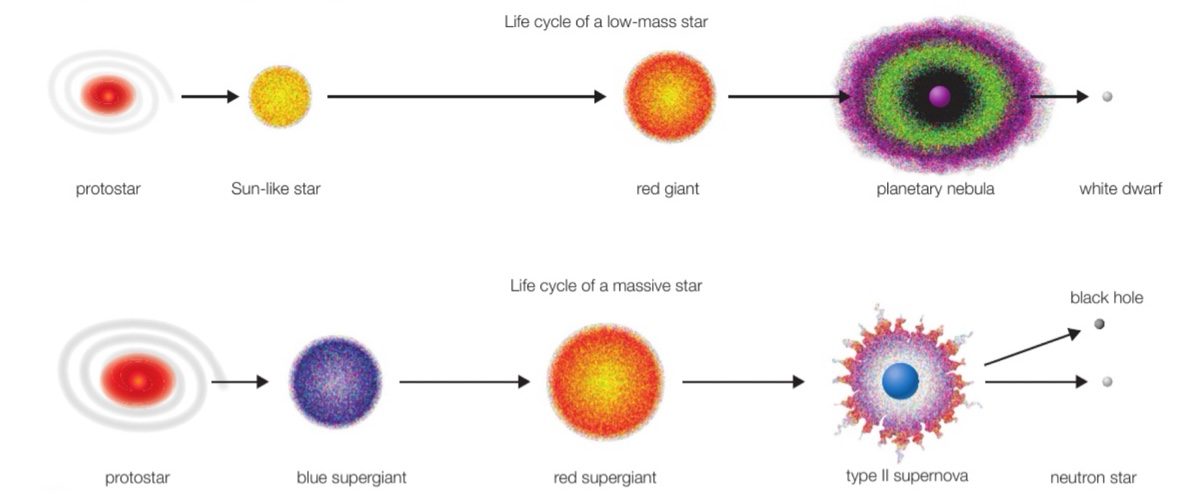 Life cycle of a low-mass star
protostar
Sun-like star
red giant
planetary nebula
white dwarf
Life cycle of a massive star
black hole
protostar
blue supergiant
red supergiant
type II supernova
neutron star